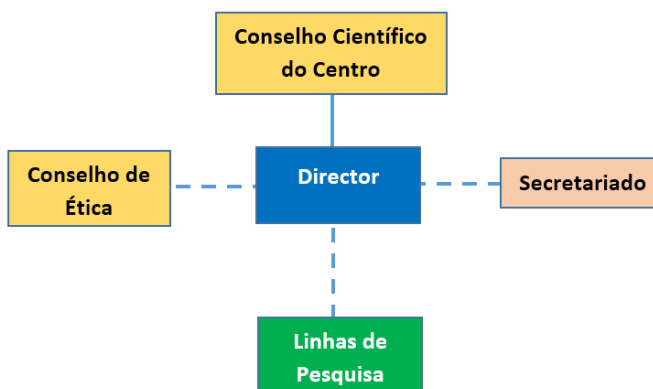 Conselho Científico
do Centro
Conselho de
Ética
Director
Secretariado
Linhas de
Pesquisa